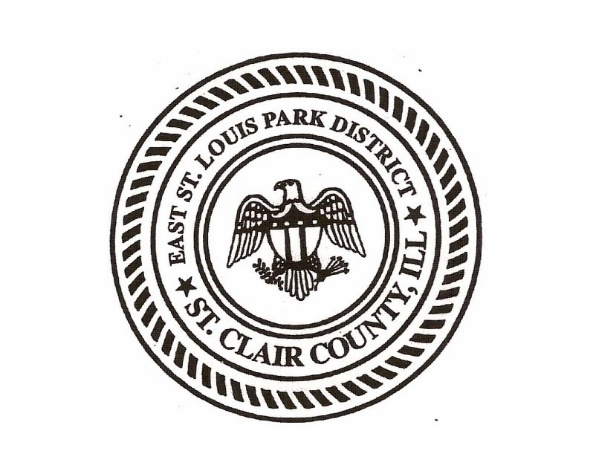 EAST ST. LOUIS PARK DISTRICT
ST. CLAIR COUNTY, ILL